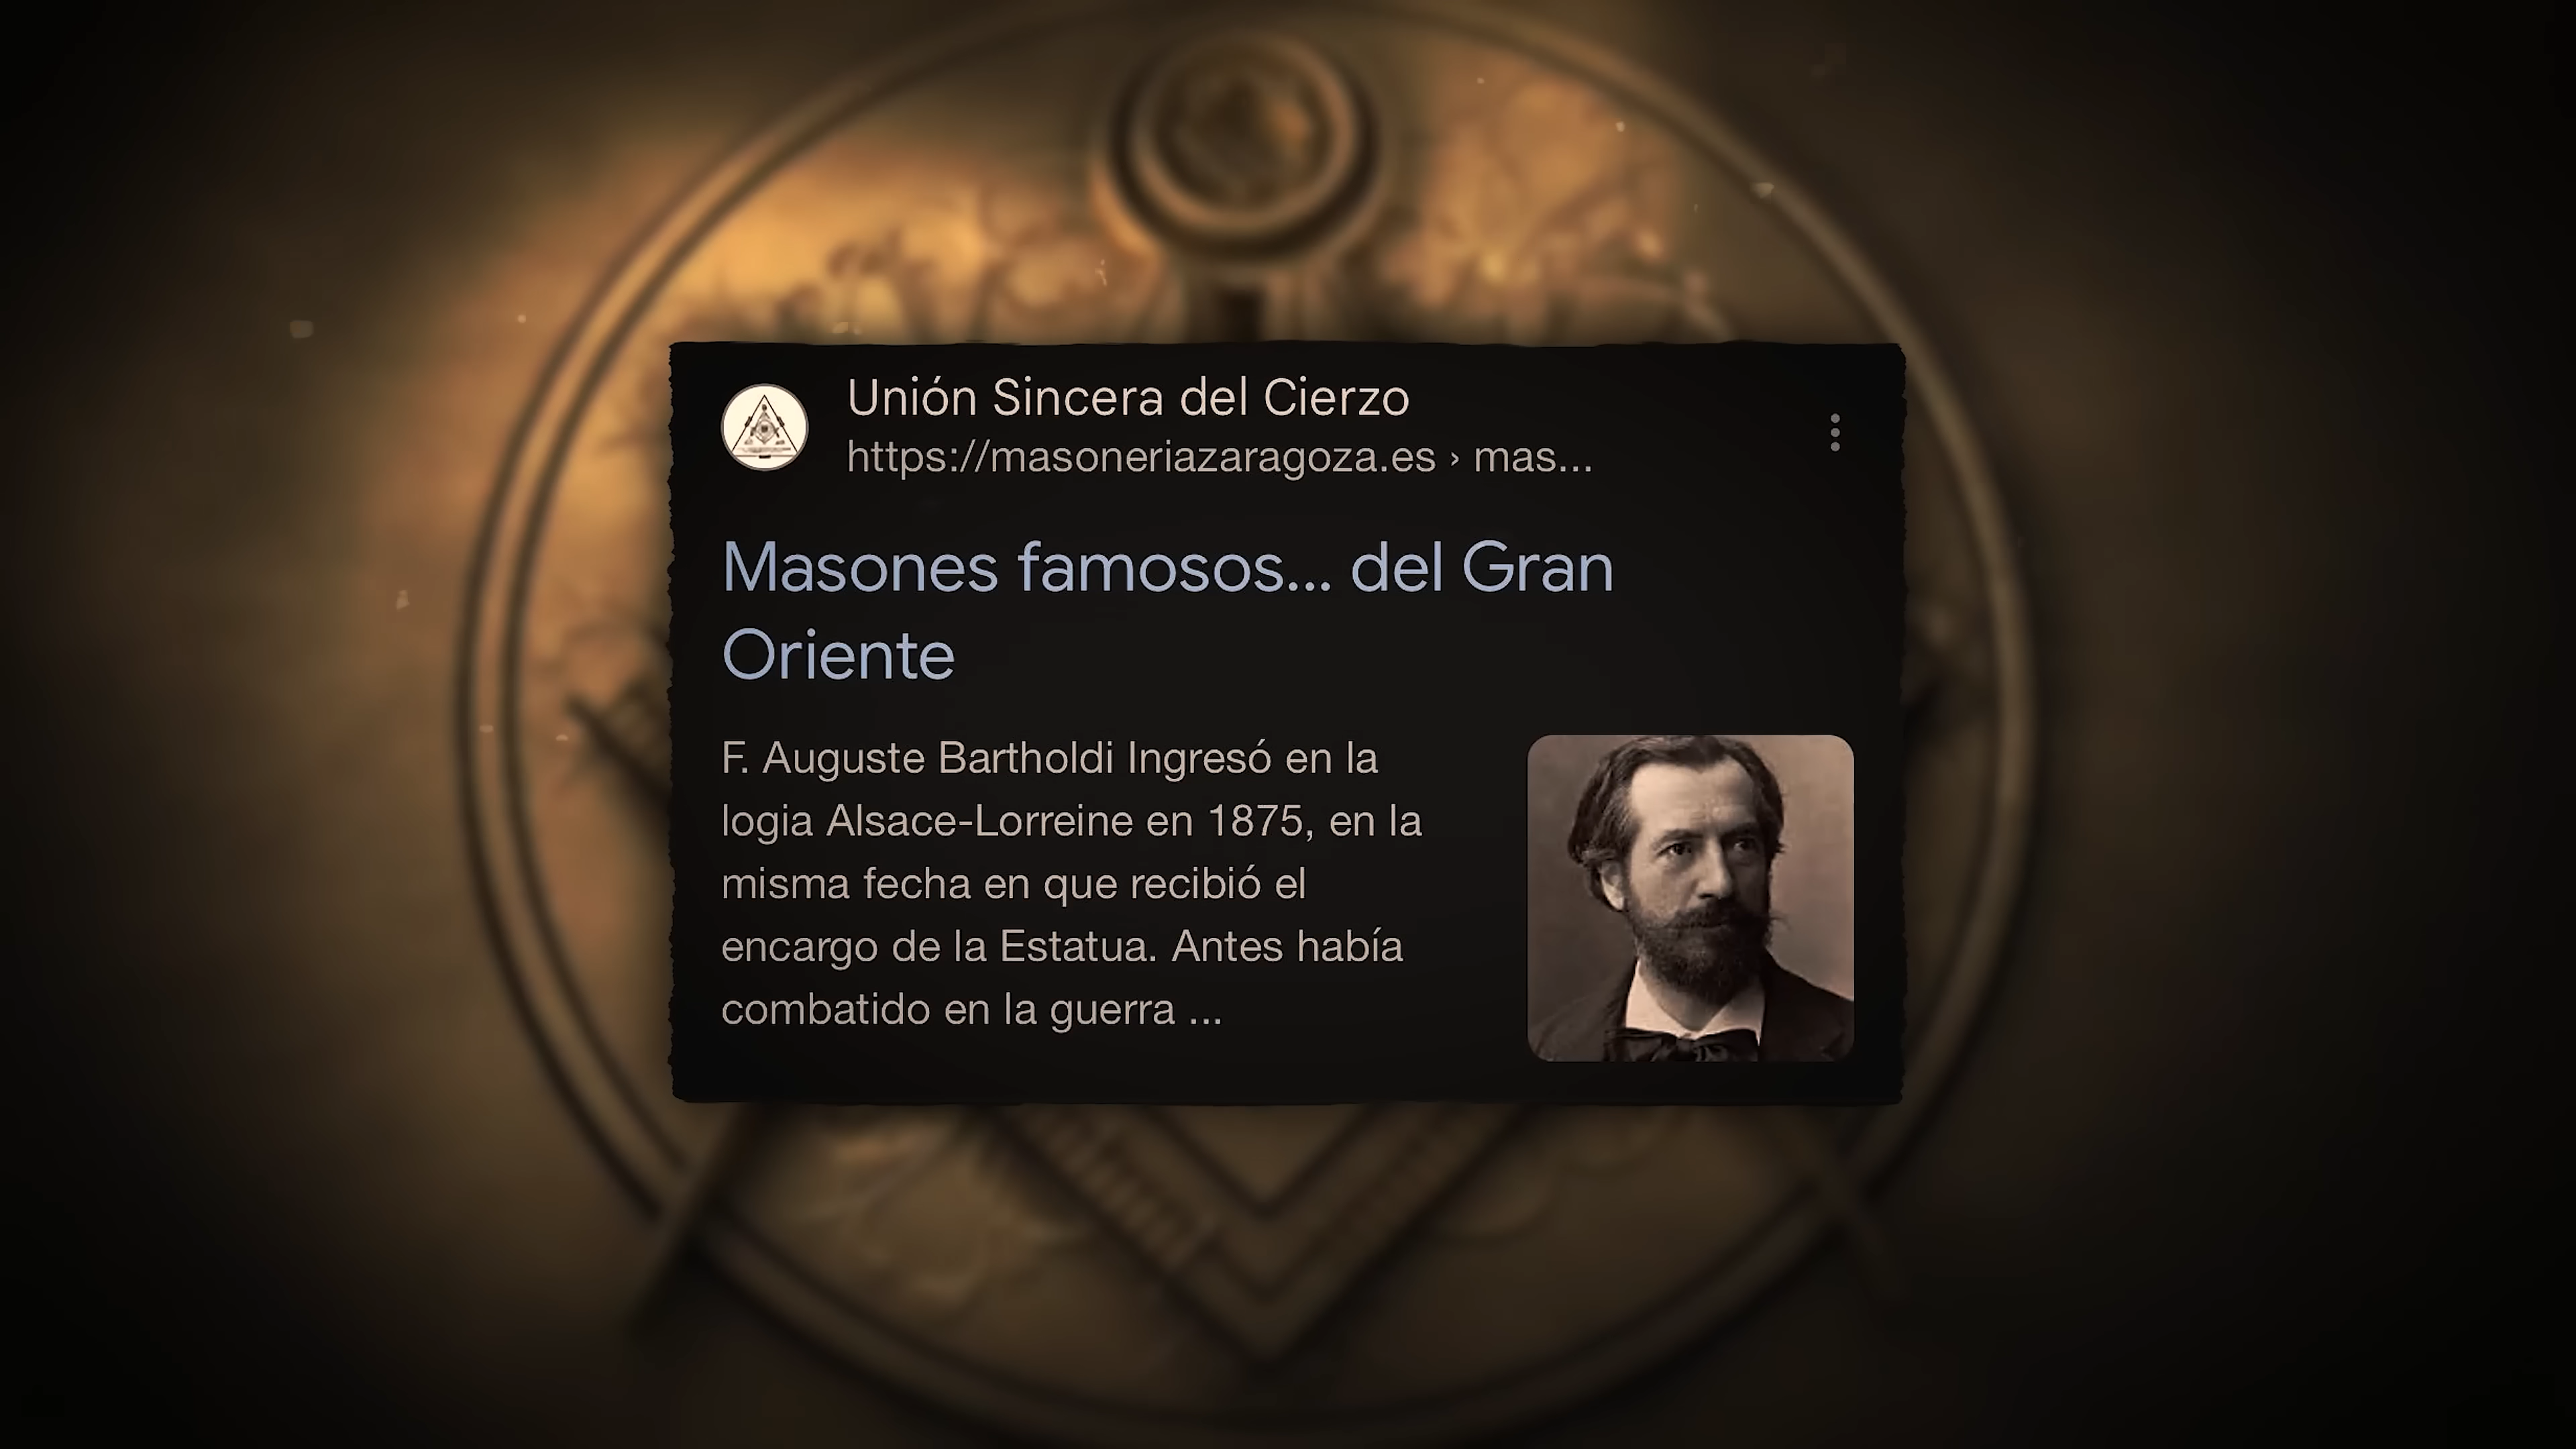 Unión Sincera del Cierzo
https://masoneriazaragoza.es › mas...
Masones famosos... del Gran
Oriente
F. Auguste Bartholdi Ingresó en la
logia Alsace-Lorreine en 1875, en la
misma fecha en que recibió el
encargo de la Estatua. Antes había
combatido en la guerra ...